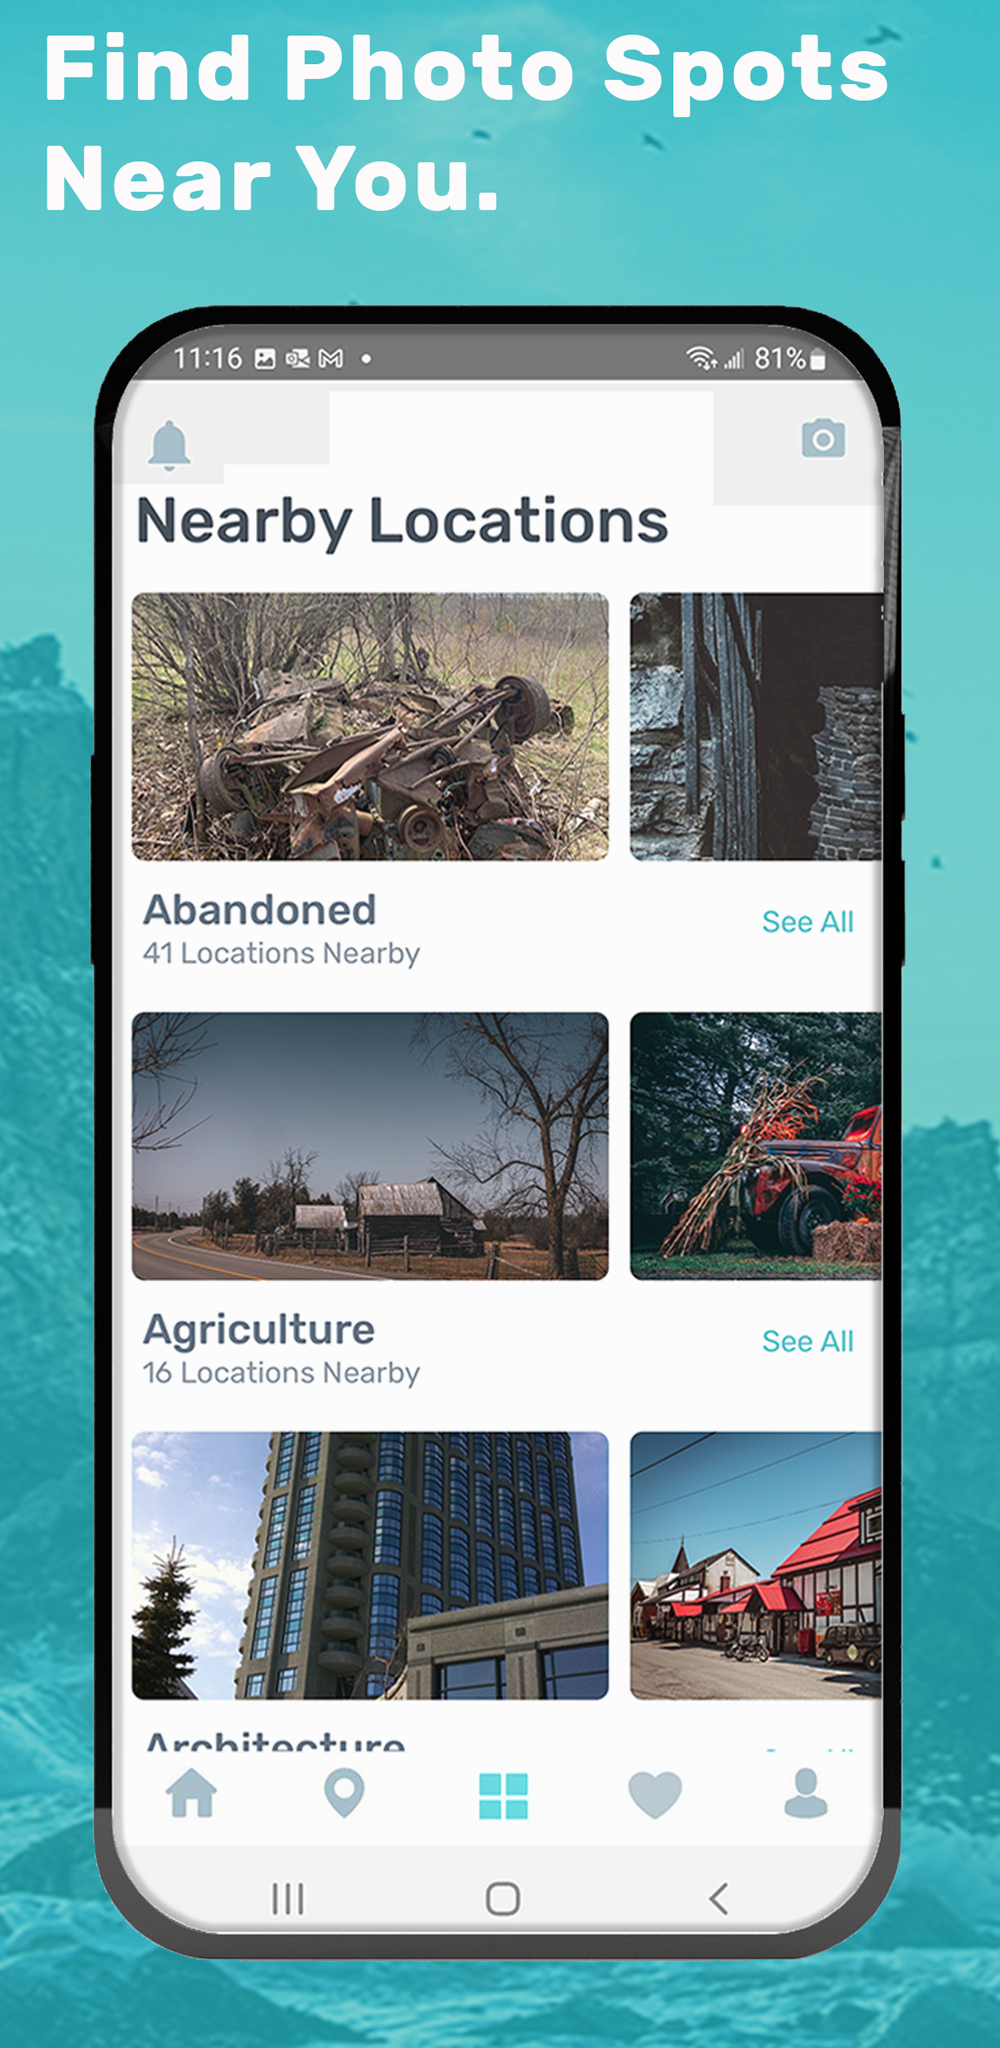 Find Photo Spots
Near You.
11:16
81%
Nearby Locations
Abandoned
See All
41 Locations Nearby
Agriculture
See All
16 Locations Nearby
Architecture